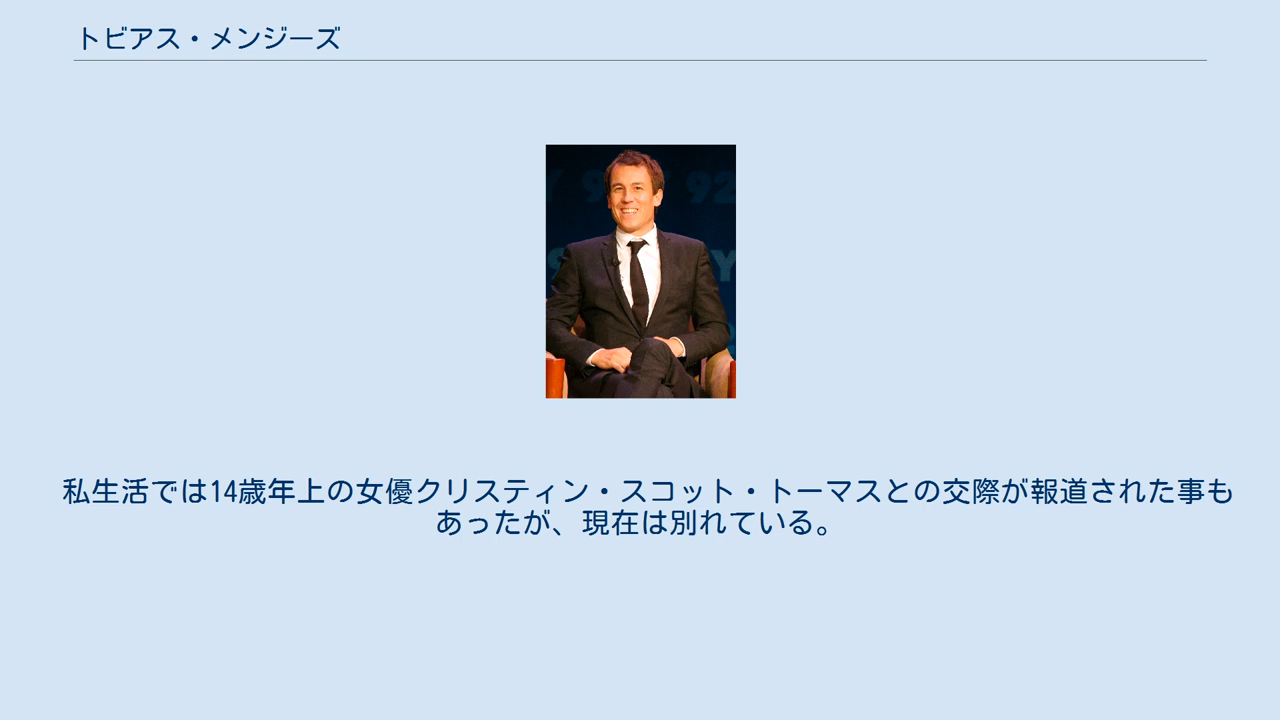 トビアス・メンジーズ
Y 9 92
9 Y
私生活では14歳年上の女優クリスティン・スコット・トーマスとの交際が報道された事も
あったが、現在は別れている。